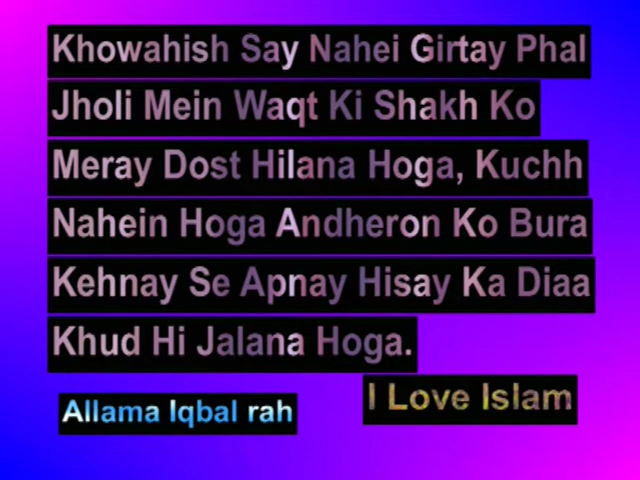 Khowahish Say Nahei Girtay Phal
Jholi Mein Waqt Ki Shakh Ko
Meray Dost Hilana Hoga, Kuchh
Nahein Hoga Andheron Ko Bura
Kehnay Se Apnay Hisay Ka Diaa
Khud Hi Jalana Hoga.
I Love Islam
Allama Iqbal rah